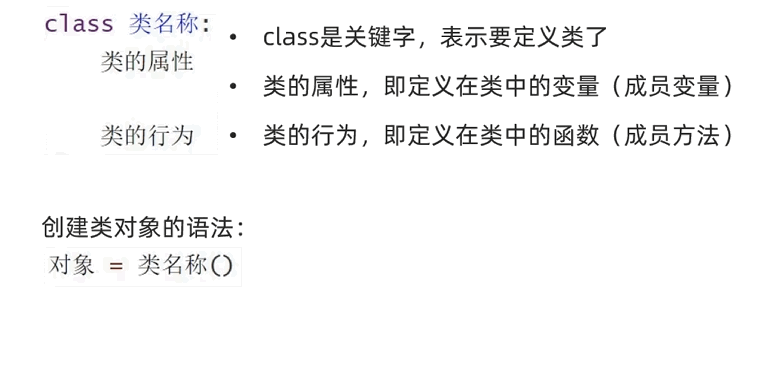 class 类名称:
类的属性
类的行为
• class是关键字，表示要定义类了
• 类的属性，即定义在类中的变量（成员变量）
• 类的行为，即定义在类中的函数（成员方法）
创建类对象的语法：
对象 = 类名称()